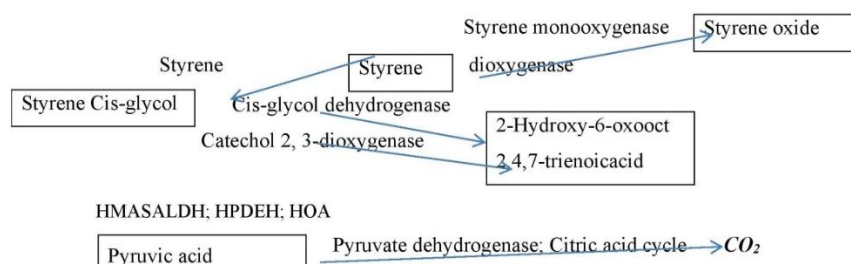 Styrene monooxygenase Styrene oxide
Styrene Styrene dioxygenase
Styrene Cis-glycol Cis-glycol dehydrogenase
2-Hydroxy-6-oxooct
Catechol 2, 3-dioxygenase
2,4,7-trienoicacid
HMASALDH; HPDEH; HOA
Pyruvic acid Pyruvate dehydrogenase; Citric acid cycle CO₂